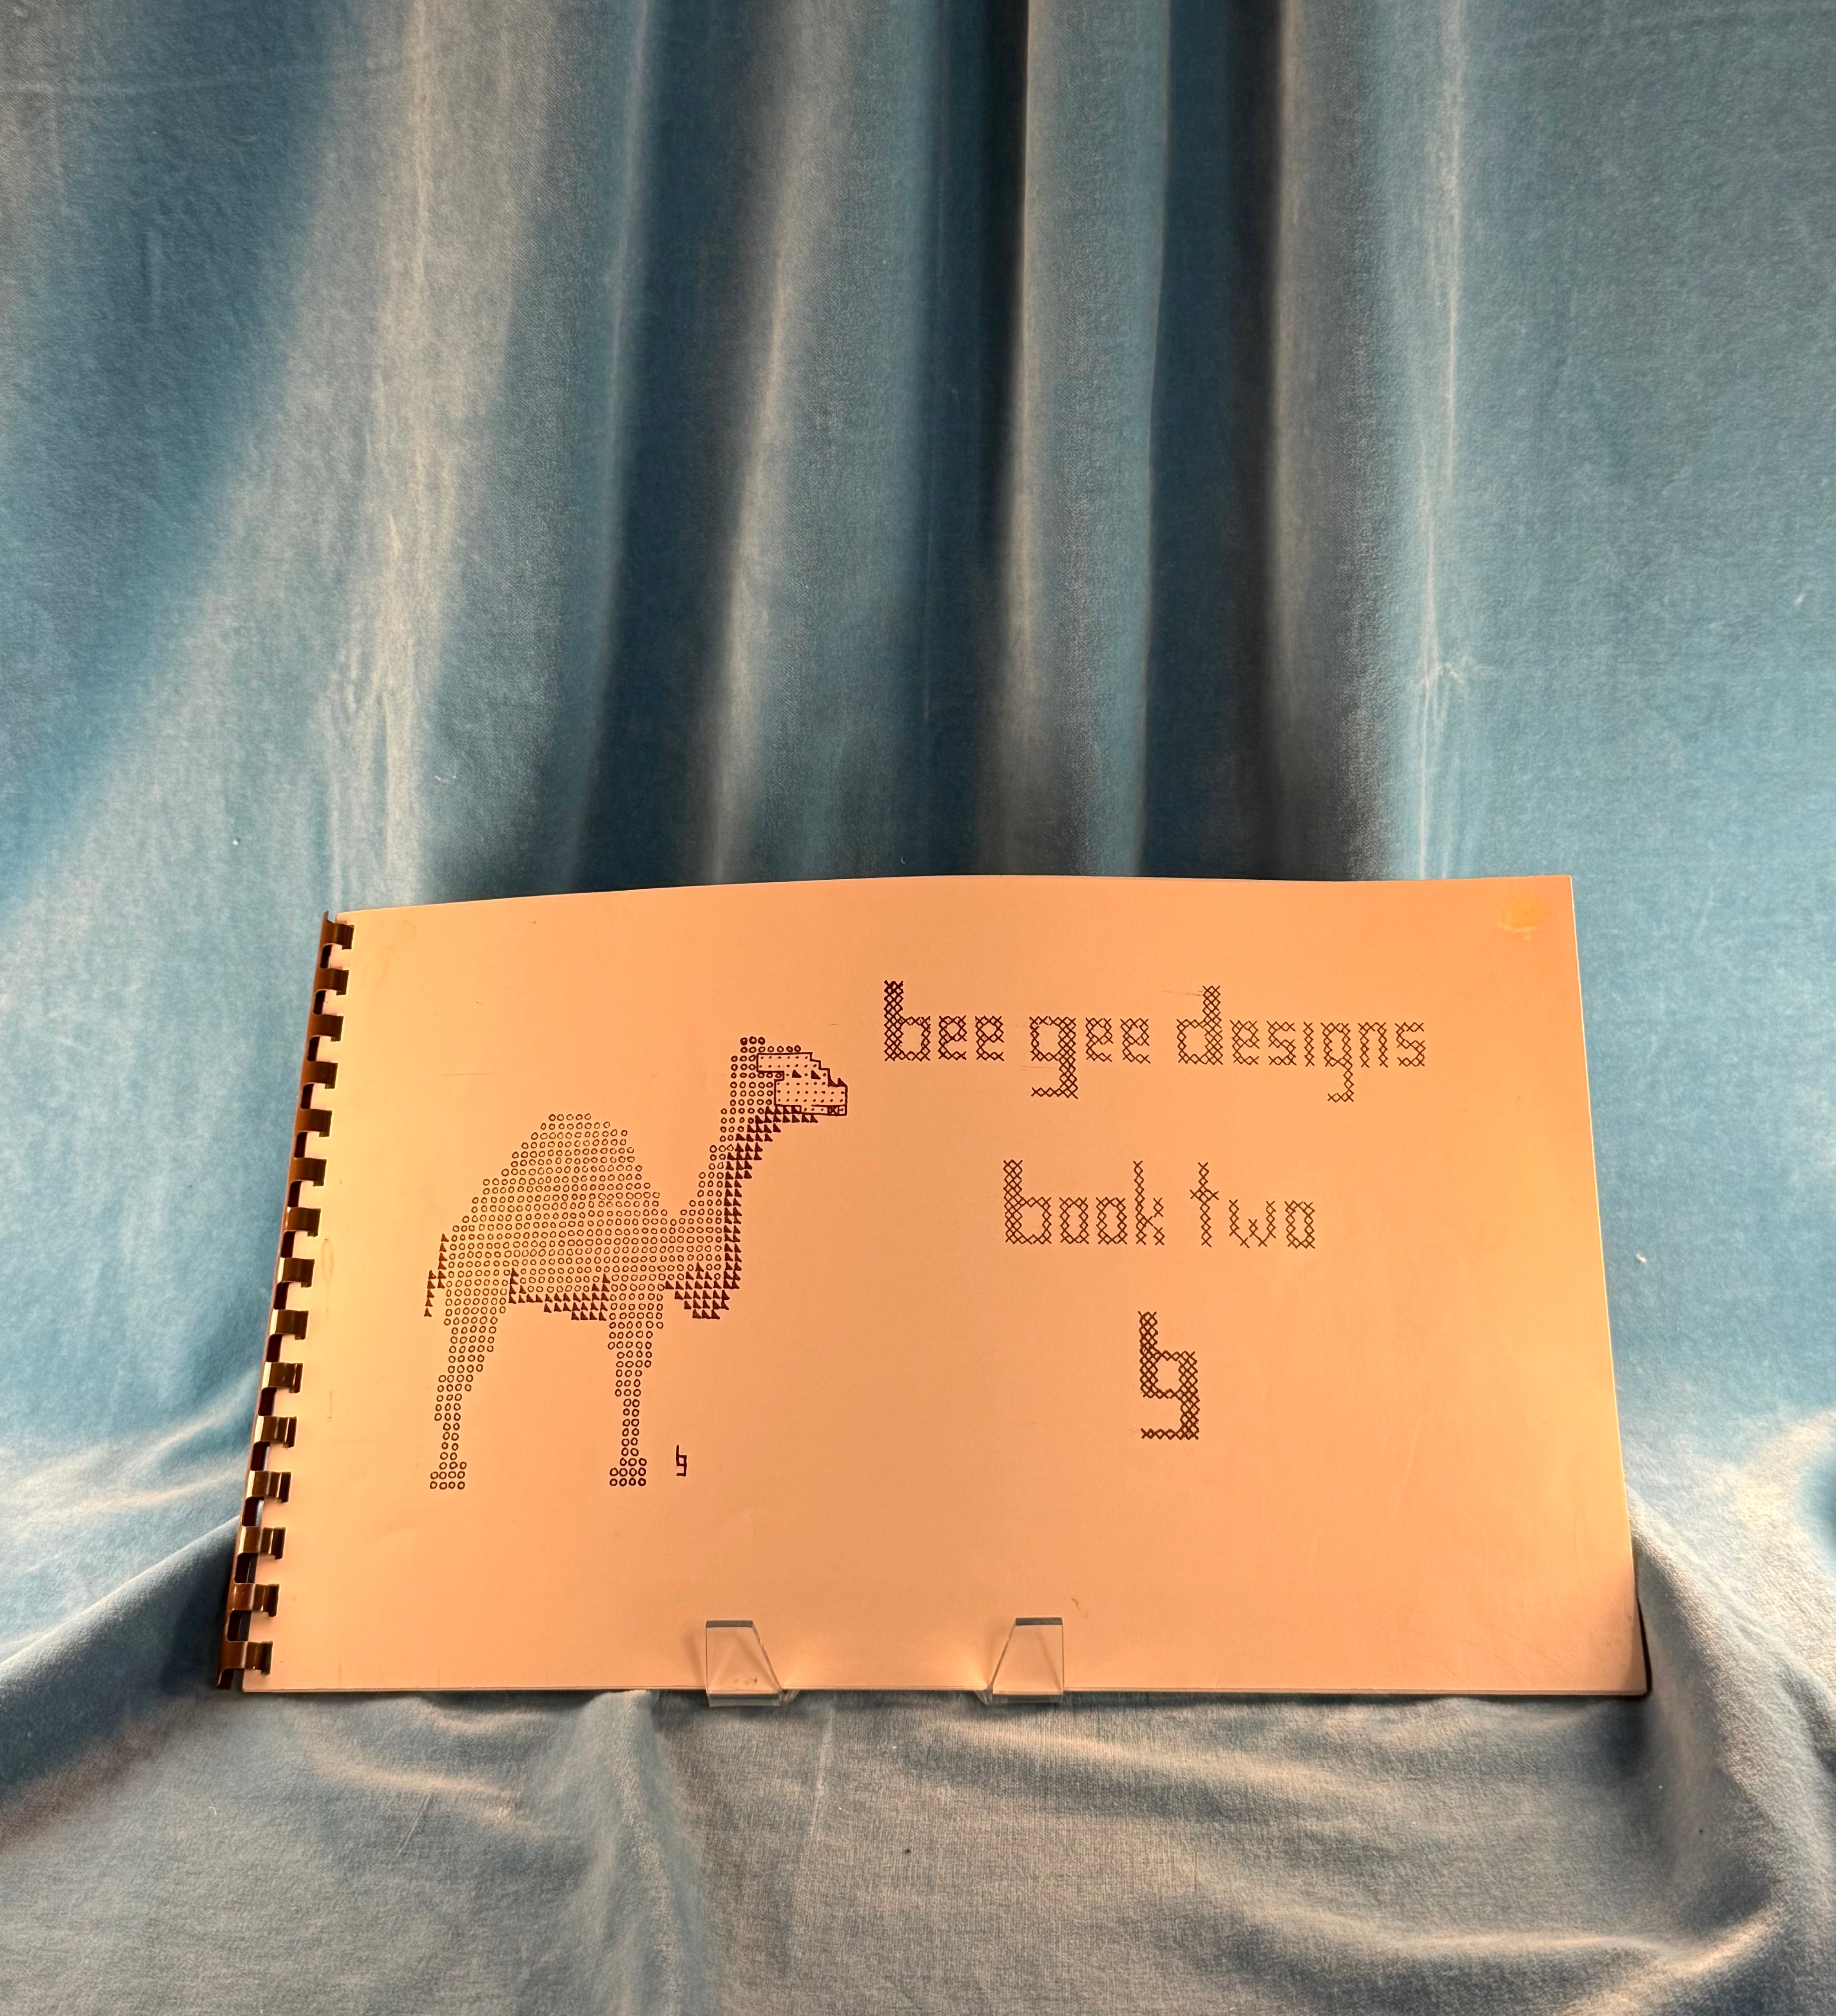 bee gee designs
book two
bg
bg